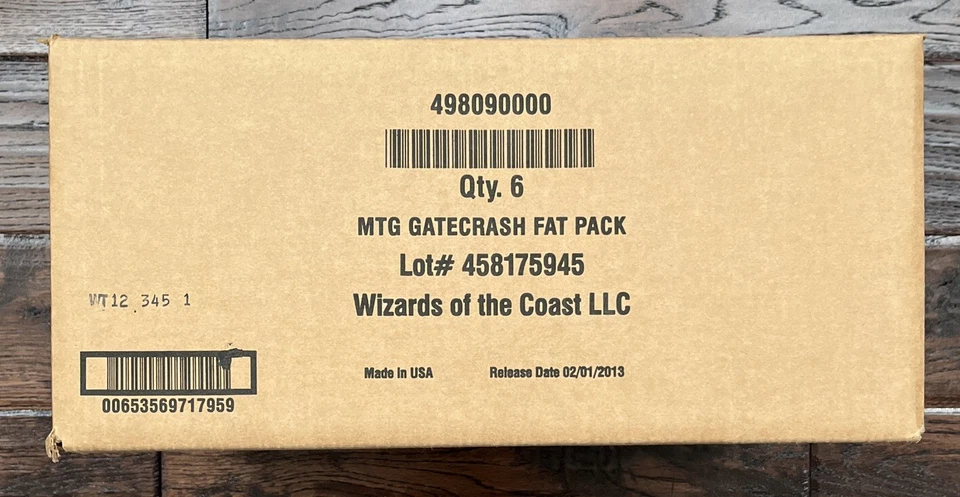 498090000
Qty. 6
MTG GATECRASH FAT PACK
Lot# 458175945
Wizards of the Coast LLC
WT12 345 1
Made in USA Release Date 02/01/2013
00653569717959